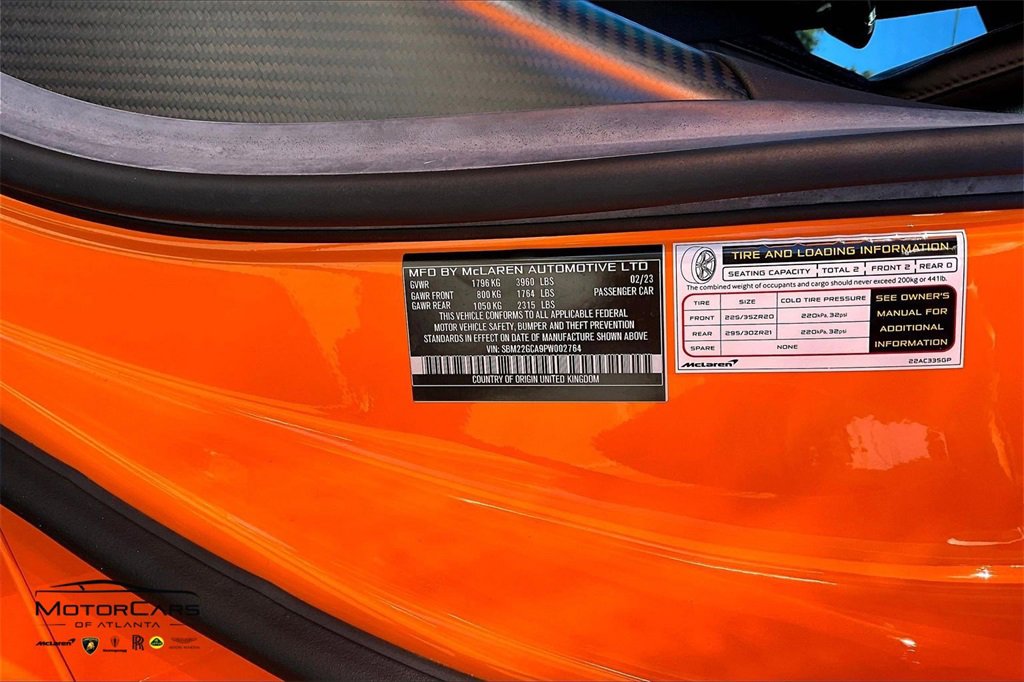 MFD BY McLAREN AUTOMOTIVE LTD
GVWR 1796 KG 3960 LBS 02/23
GAWR FRONT 800 KG 1764 LBS PASSENGER CAR
GAWR REAR 1050 KG 2315 LBS
THIS VEHICLE CONFORMS TO ALL APPLICABLE FEDERAL
MOTOR VEHICLE SAFETY, BUMPER AND THEFT PREVENTION
STANDARDS IN EFFECT ON DATE OF MANUFACTURE SHOWN ABOVE
VIN: SBM22GCA9PW002764
COUNTRY OF ORIGIN UNITED KINGDOM
TIRE AND LOADING INFORMATION
SEATING CAPACITY TOTAL 2 FRONT 2 REAR 0
The combined weight of occupants and cargo should never exceed 200kg or 441lb.
TIRE SIZE COLD TIRE PRESSURE
FRONT 225/35ZR20 220kPa, 32psi
REAR 295/30ZR21 220kPa, 32psi
SPARE NONE
SEE OWNER'S
MANUAL FOR
ADDITIONAL
INFORMATION
McLaren 22AC335GP
MOTORCARS
OF ATLANTA
McLaren